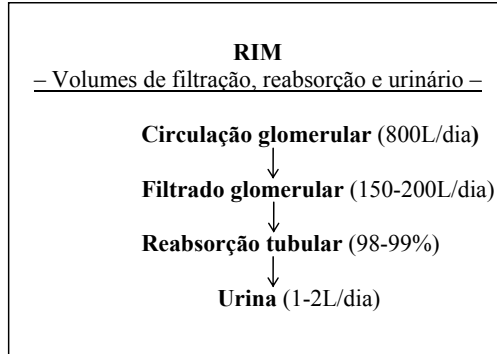 RIM
– Volumes de filtração, reabsorção e urinário –
Circulação glomerular (800L/dia)
Filtrado glomerular (150-200L/dia)
Reabsorção tubular (98-99%)
Urina (1-2L/dia)